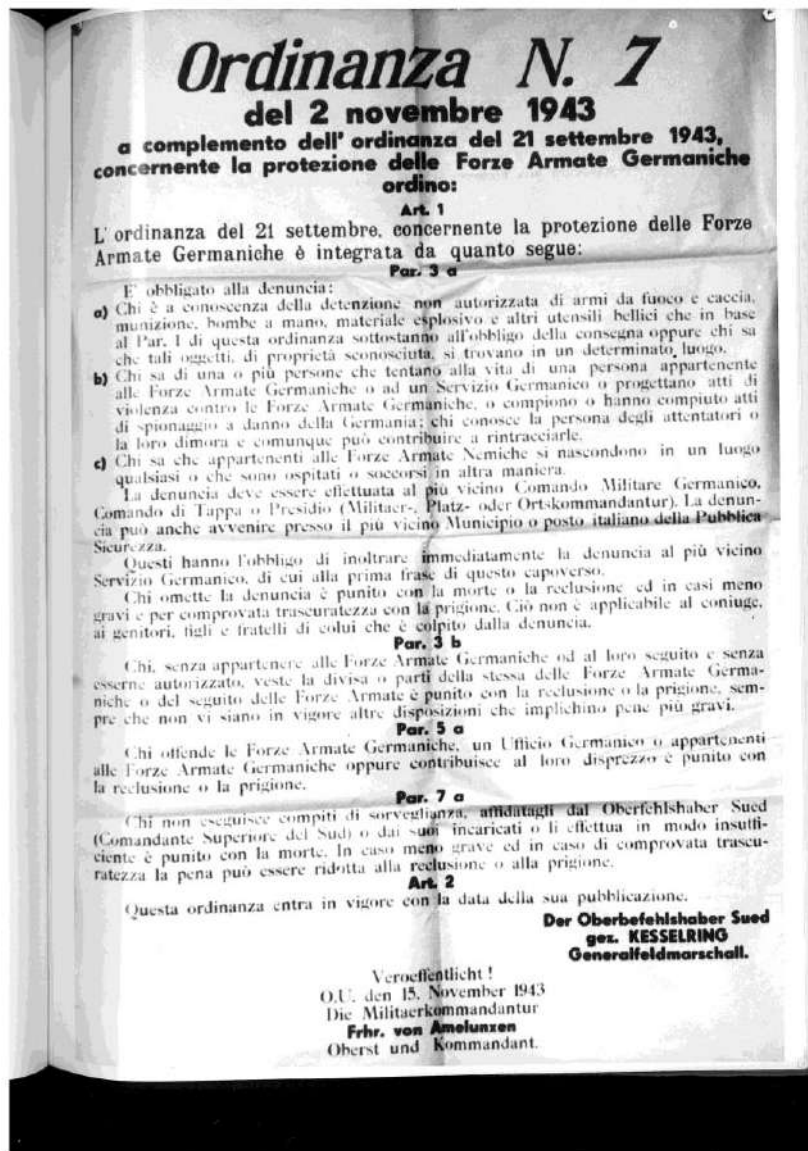 Ordinanza N. 7
del 2 novembre 1943
a complemento dell' ordinanza del 21 settembre 1943,
concernente la protezione delle Forze Armate Germaniche
ordino:
Art. 1
L' ordinanza del 21 settembre, concernente la protezione delle Forze
Armate Germaniche è integrata da quanto segue:
Par. 3 a
E' obbligato alla denuncia:
a) Chi è a conoscenza della detenzione non autorizzata di armi da fuoco e caccia,
munizione, bombe a mano, materiale esplosivo e altri utensili bellici che in base
al Par. I di questa ordinanza sottostanno all'obbligo della consegna oppure chi sa
che tali oggetti, di proprietà sconosciuta, si trovano in un determinato luogo.
b) Chi sa di una o più persone che tentano alla vita di una persona appartenente
alle Forze Armate Germaniche o ad un Servizio Germanico o progettano atti di
violenza contro le Forze Armate Germaniche, o compiono o hanno compiuto atti
di spionaggio a danno della Germania; chi conosce la persona degli attentatori o
la loro dimora e comunque può contribuire a rintracciarle.
c) Chi sa che appartenenti alle Forze Armate Nemiche si nascondono in un luogo
qualsiasi o che sono ospitati o soccorsi in altra maniera.
La denuncia deve essere effettuata al più vicino Comando Militare Germanico,
Comando di Tappa o Presidio (Militaer-, Platz- oder Ortskommandantur). La denun-
cia può anche avvenire presso il più vicino Municipio o posto italiano della Pubblica
Sicurezza.
Questi hanno l'obbligo di inoltrare immediatamente la denuncia al più vicino
Servizio Germanico, di cui alla prima frase di questo capoverso.
Chi omette la denuncia è punito con la morte o la reclusione ed in casi meno
gravi e per comprovata trascuratezza con la prigione. Ciò non è applicabile al coniuge,
ai genitori, figli e fratelli di colui che è colpito dalla denuncia.
Par. 3 b
Chi, senza appartenere alle Forze Armate Germaniche od al loro seguito e senza
esserne autorizzato, veste la divisa o parti della stessa delle Forze Armate Germa-
niche o del seguito delle Forze Armate è punito con la reclusione o la prigione, sem-
pre che non vi siano in vigore altre disposizioni che implichino pene più gravi.
Par. 5 a
Chi offende le Forze Armate Germaniche, un Ufficio Germanico o appartenenti
alle Forze Armate Germaniche oppure contribuisce al loro disprezzo è punito con
la reclusione o la prigione.
Par. 7 a
Chi non eseguisce compiti di sorveglianza, affidatagli dal Oberfehlshaber Sued
(Comandante Superiore del Sud) o dai suoi incaricati o li effettua in modo insuffi-
ciente è punito con la morte. In caso meno grave ed in caso di comprovata trascu-
ratezza la pena può essere ridotta alla reclusione o alla prigione.
Art. 2
Questa ordinanza entra in vigore con la data della sua pubblicazione.
Der Oberbefehlshaber Sued
gez. KESSELRING
Generalfeldmarschall.
Veroeffentlicht !
O.U. den 15. November 1943
Die Militaerkommandantur
Frhr. von Amelunxen
Oberst und Kommandant.